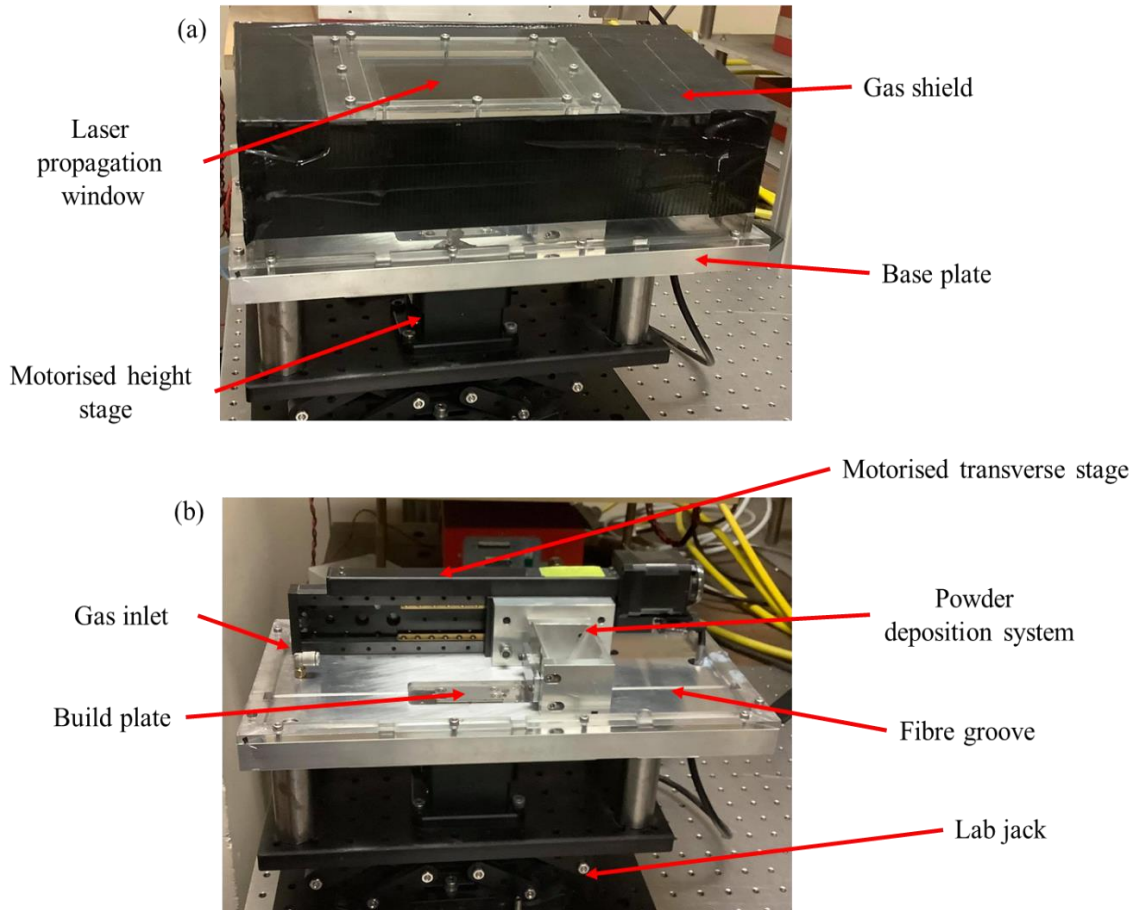 (a)
Laser
propagation
window
Gas shield
Base plate
Motorised height
stage
(b)
Motorised transverse stage
Gas inlet
Powder
deposition system
Build plate
Fibre groove
Lab jack